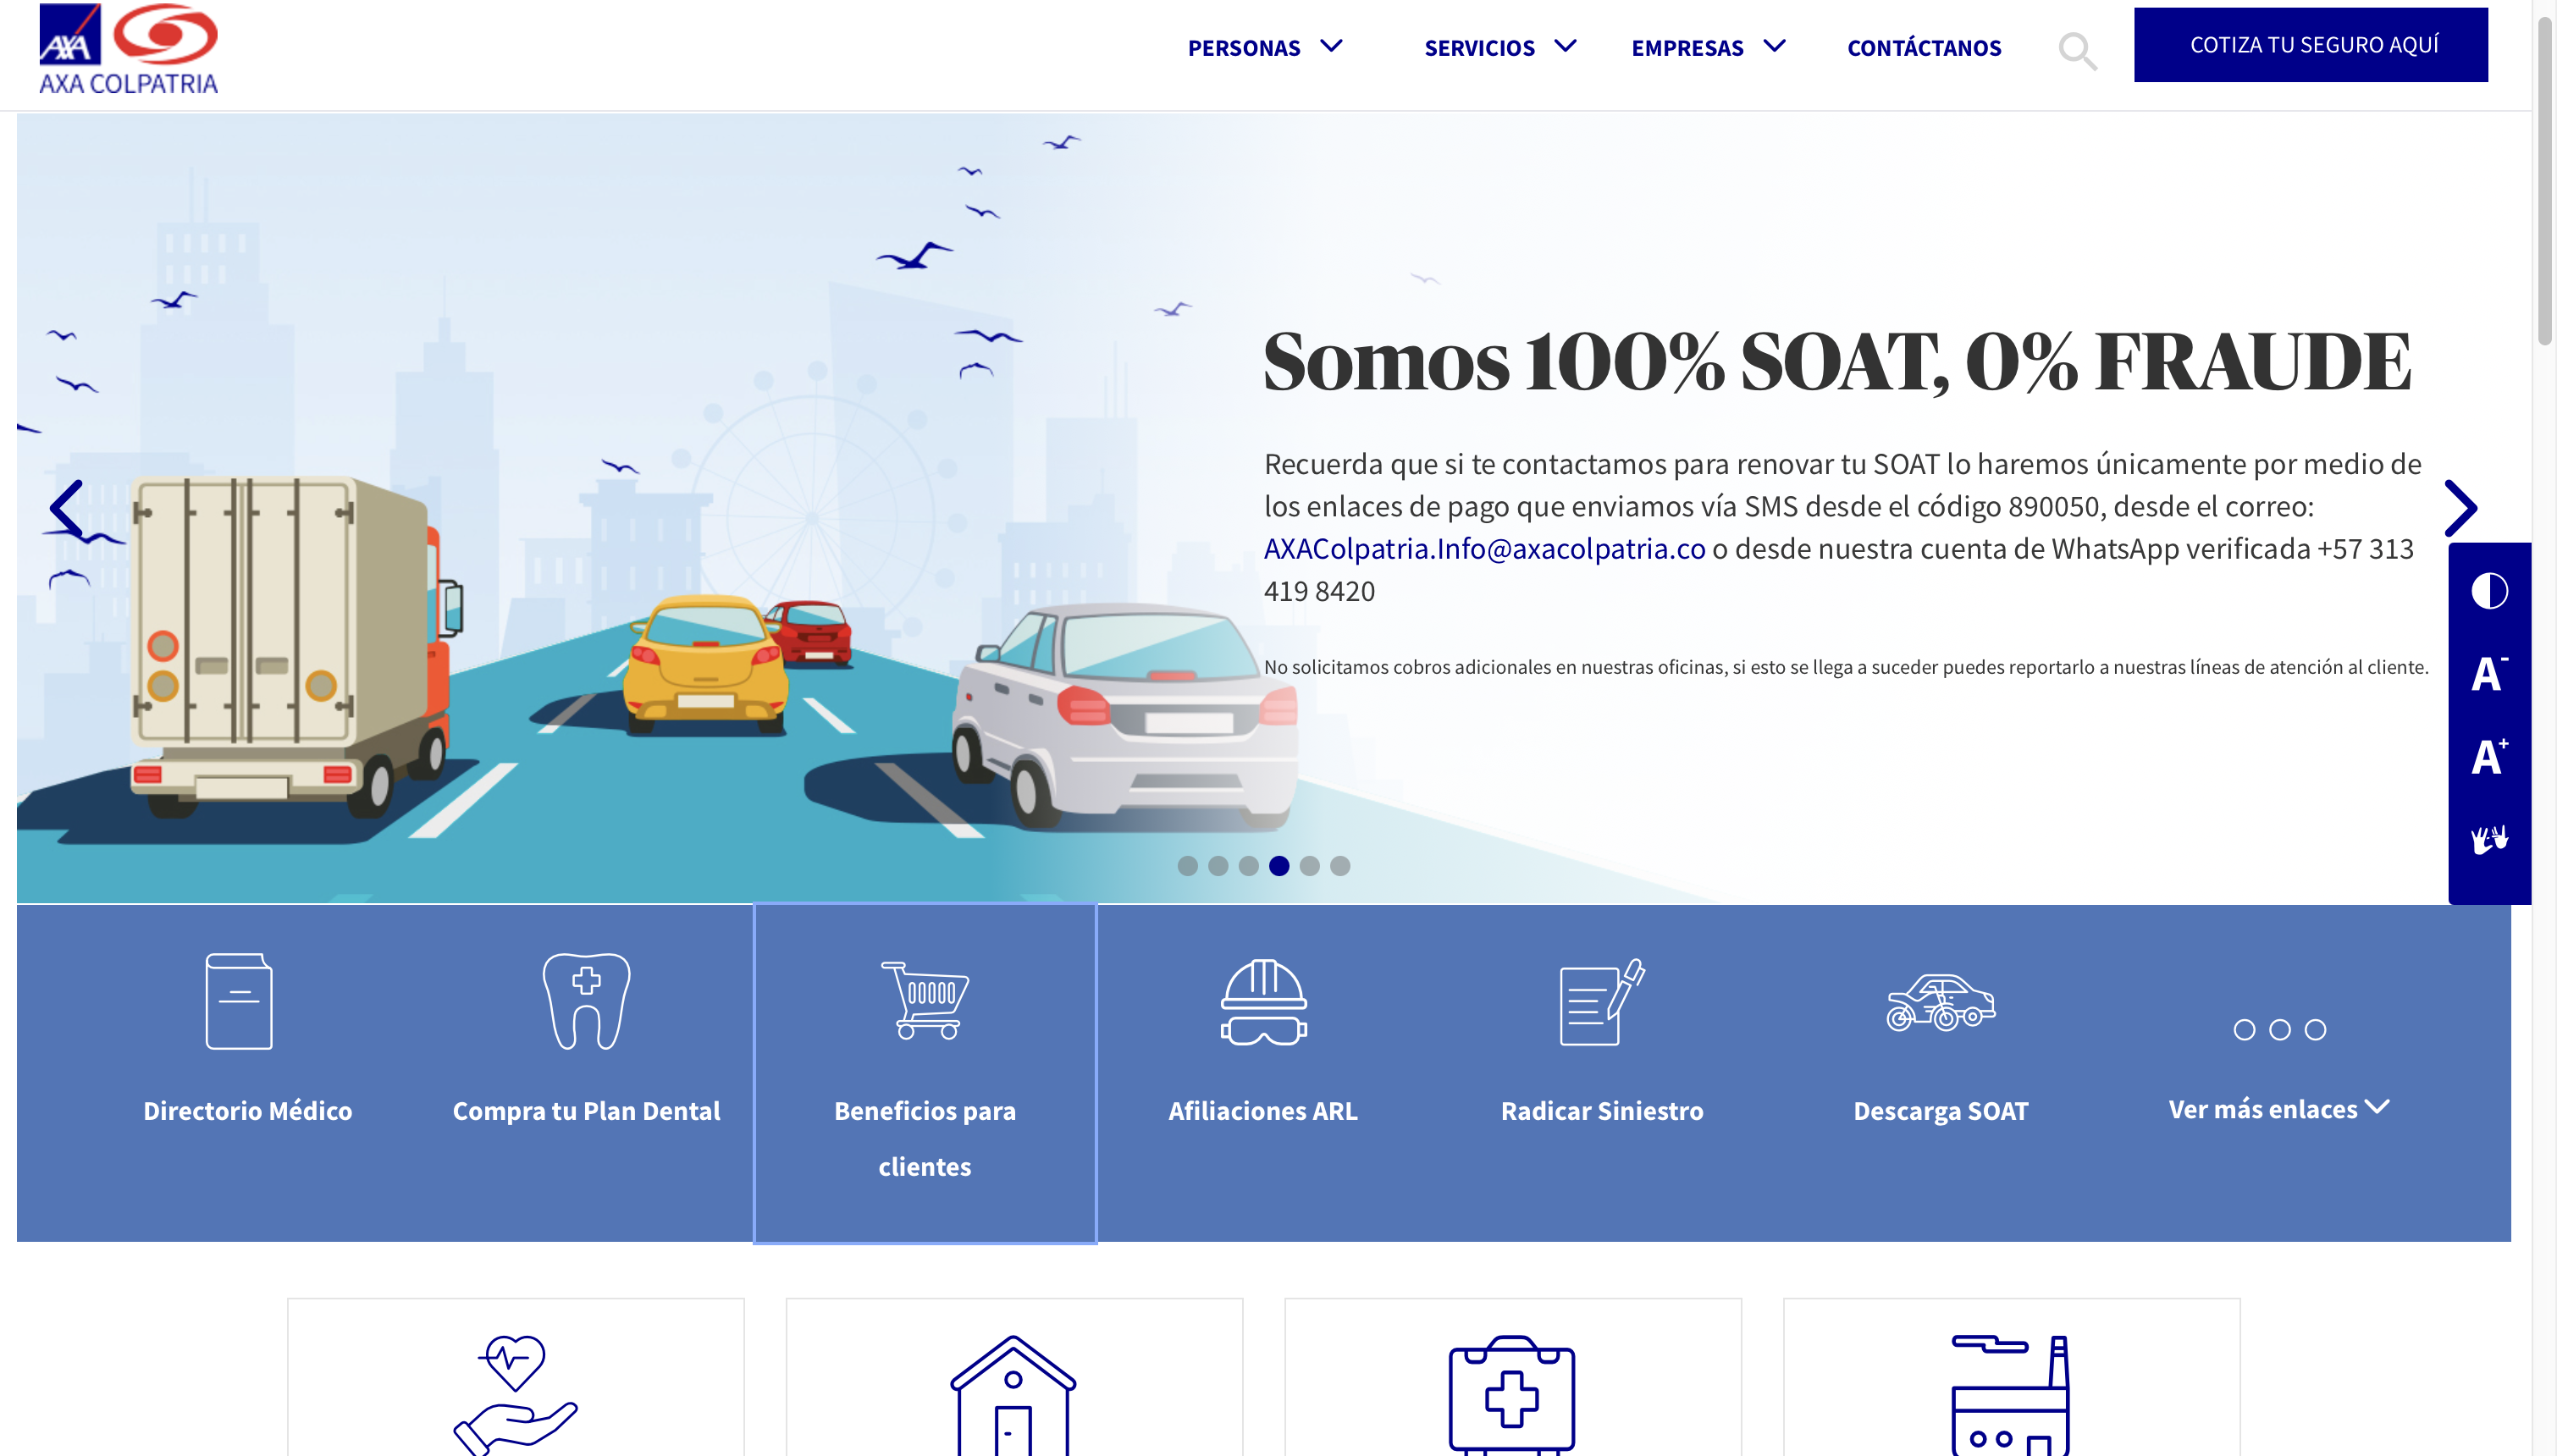 AXA
AXA COLPATRIA
PERSONAS
SERVICIOS
EMPRESAS
CONTÁCTANOS
COTIZA TU SEGURO AQUÍ
Somos 100% SOAT, 0% FRAUDE
Recuerda que si te contactamos para renovar tu SOAT lo haremos únicamente por medio de
los enlaces de pago que enviamos vía SMS desde el código 890050, desde el correo:
AXAColpatria.Info@axacolpatria.co o desde nuestra cuenta de WhatsApp verificada +57 313
419 8420
No solicitamos cobros adicionales en nuestras oficinas, si esto se llega a suceder puedes reportarlo a nuestras líneas de atención al cliente.
A-
A+
Directorio Médico
Compra tu Plan Dental
Beneficios para
clientes
Afiliaciones ARL
Radicar Siniestro
Descarga SOAT
Ver más enlaces